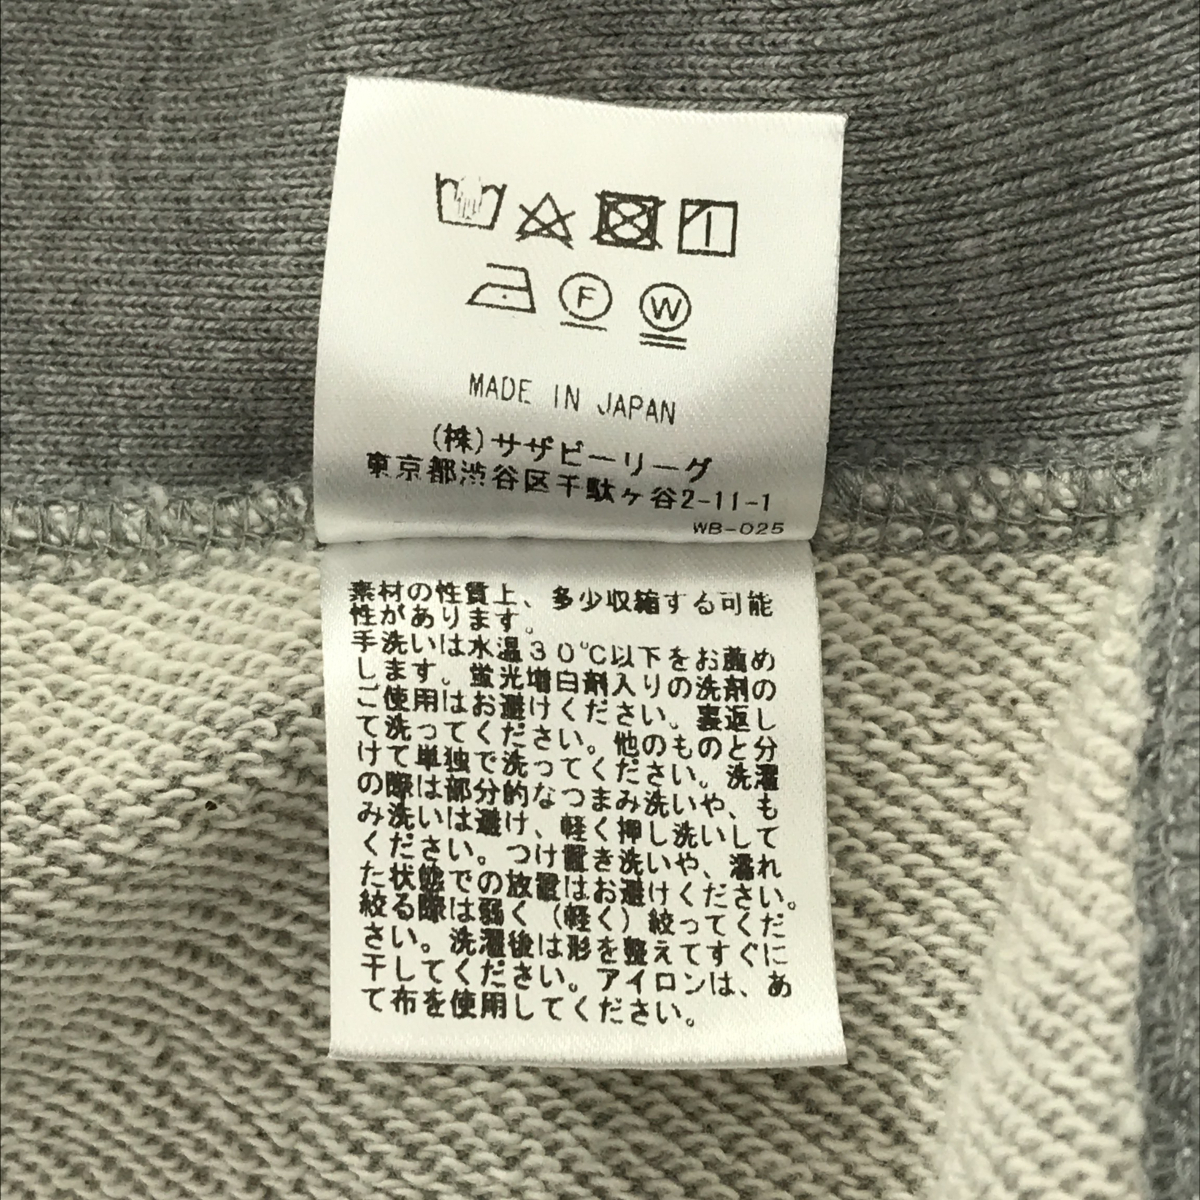 F
W
MADE IN JAPAN
(株)サザビーリーグ
東京都渋谷区千駄ヶ谷2-11-1
WB-025
素材の性質上、多少収縮する可能
性があります。
手洗いは水温30℃以下をお薦め
します。蛍光増白剤入りの洗剤の
ご使用はお避けください。裏返し
て洗ってください。他のものと分
けて単独で洗ってください。洗濯
の際は部分的なつまみ洗いや、も
み洗いは避け、軽く押し洗いして
ください。つけ置き洗いや、濡れ
た状態での放置はお避けください。
絞る際は弱く(軽く)絞ってくだ
さい。洗濯後は形を整えてすぐに
干してください。アイロンは、あ
て布を使用してください。